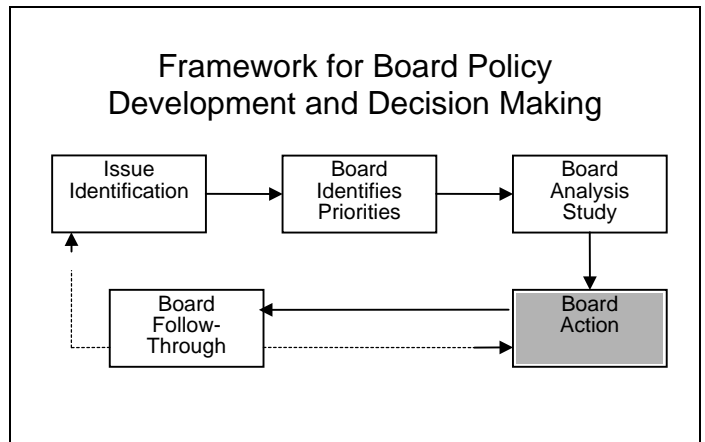 Framework for Board Policy
Development and Decision Making
Issue
Identification
Board
Identifies
Priorities
Board
Analysis
Study
Board
Follow-
Through
Board
Action